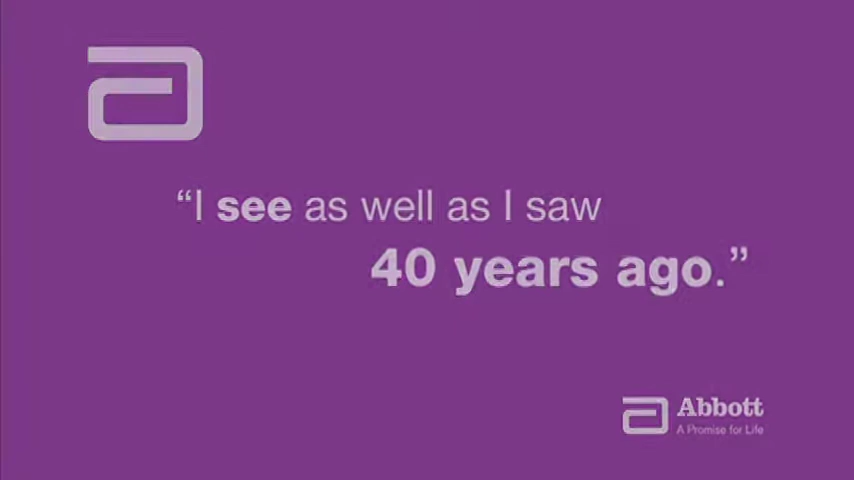 “I see as well as I saw
40 years ago.”
Abbott
A Promise for Life